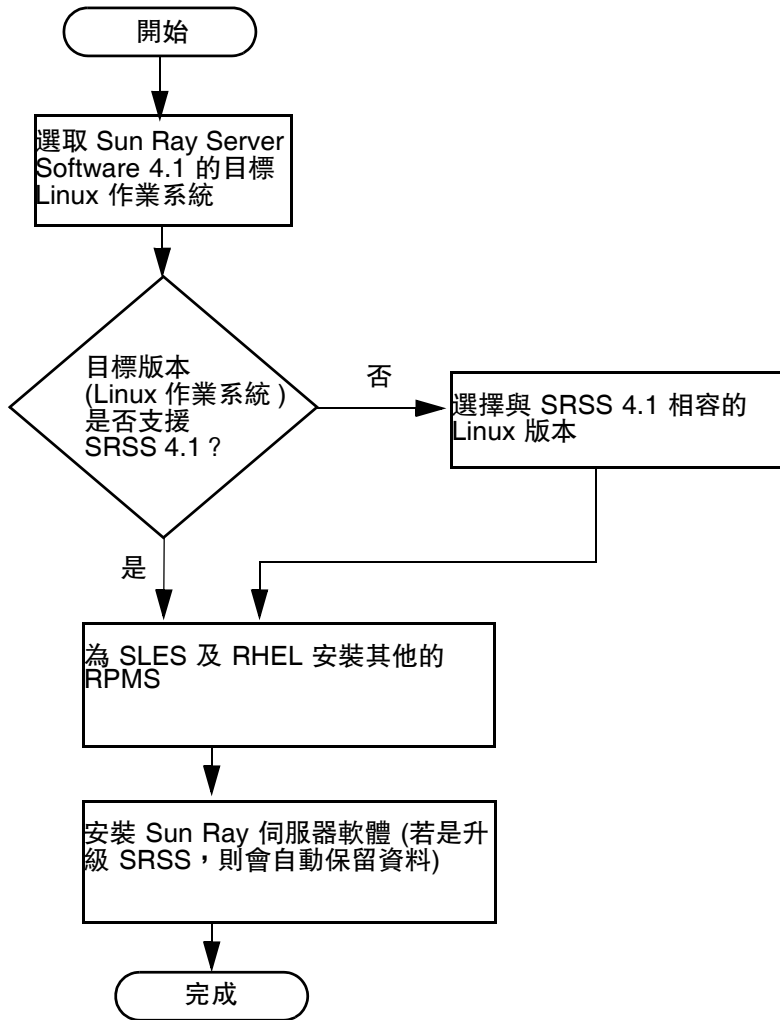 開始
選取 Sun Ray Server
Software 4.1 的目標
Linux 作業系統
目標版本
(Linux 作業系統 )
是否支援
SRSS 4.1？
否
選擇與 SRSS 4.1 相容的
Linux 版本
是
為 SLES 及 RHEL 安裝其他的
RPMS
安裝 Sun Ray 伺服器軟體 (若是升
級 SRSS，則會自動保留資料)
完成